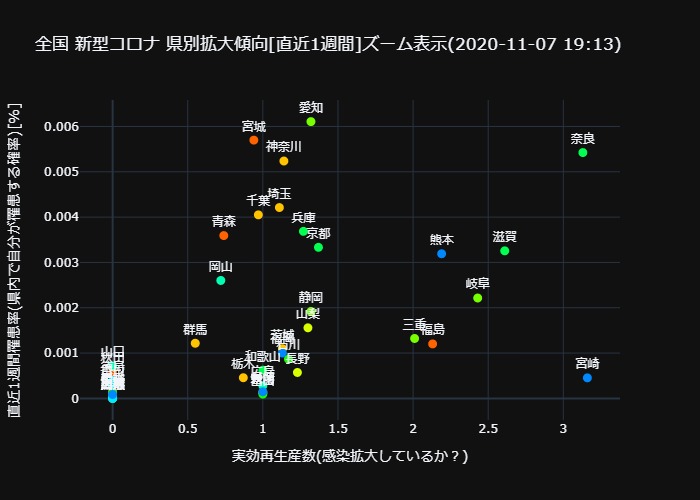 全国 新型コロナ 県別拡大傾向[直近1週間]ズーム表示(2020-11-07 19:13)
直近1週間罹患率(県内で自分が罹患する確率)[%]
0.006
0.005
0.004
0.003
0.002
0.001
0
愛知
宮城
奈良
神奈川
埼玉
千葉
青森
兵庫
京都
熊本
滋賀
岡山
岐阜
静岡
山梨
群馬
三重
福島
茨城
石川
和歌山
長野
栃木
宮崎
広島
山口
秋田
0
0.5
1
1.5
2
2.5
3
実効再生産数(感染拡大しているか？)